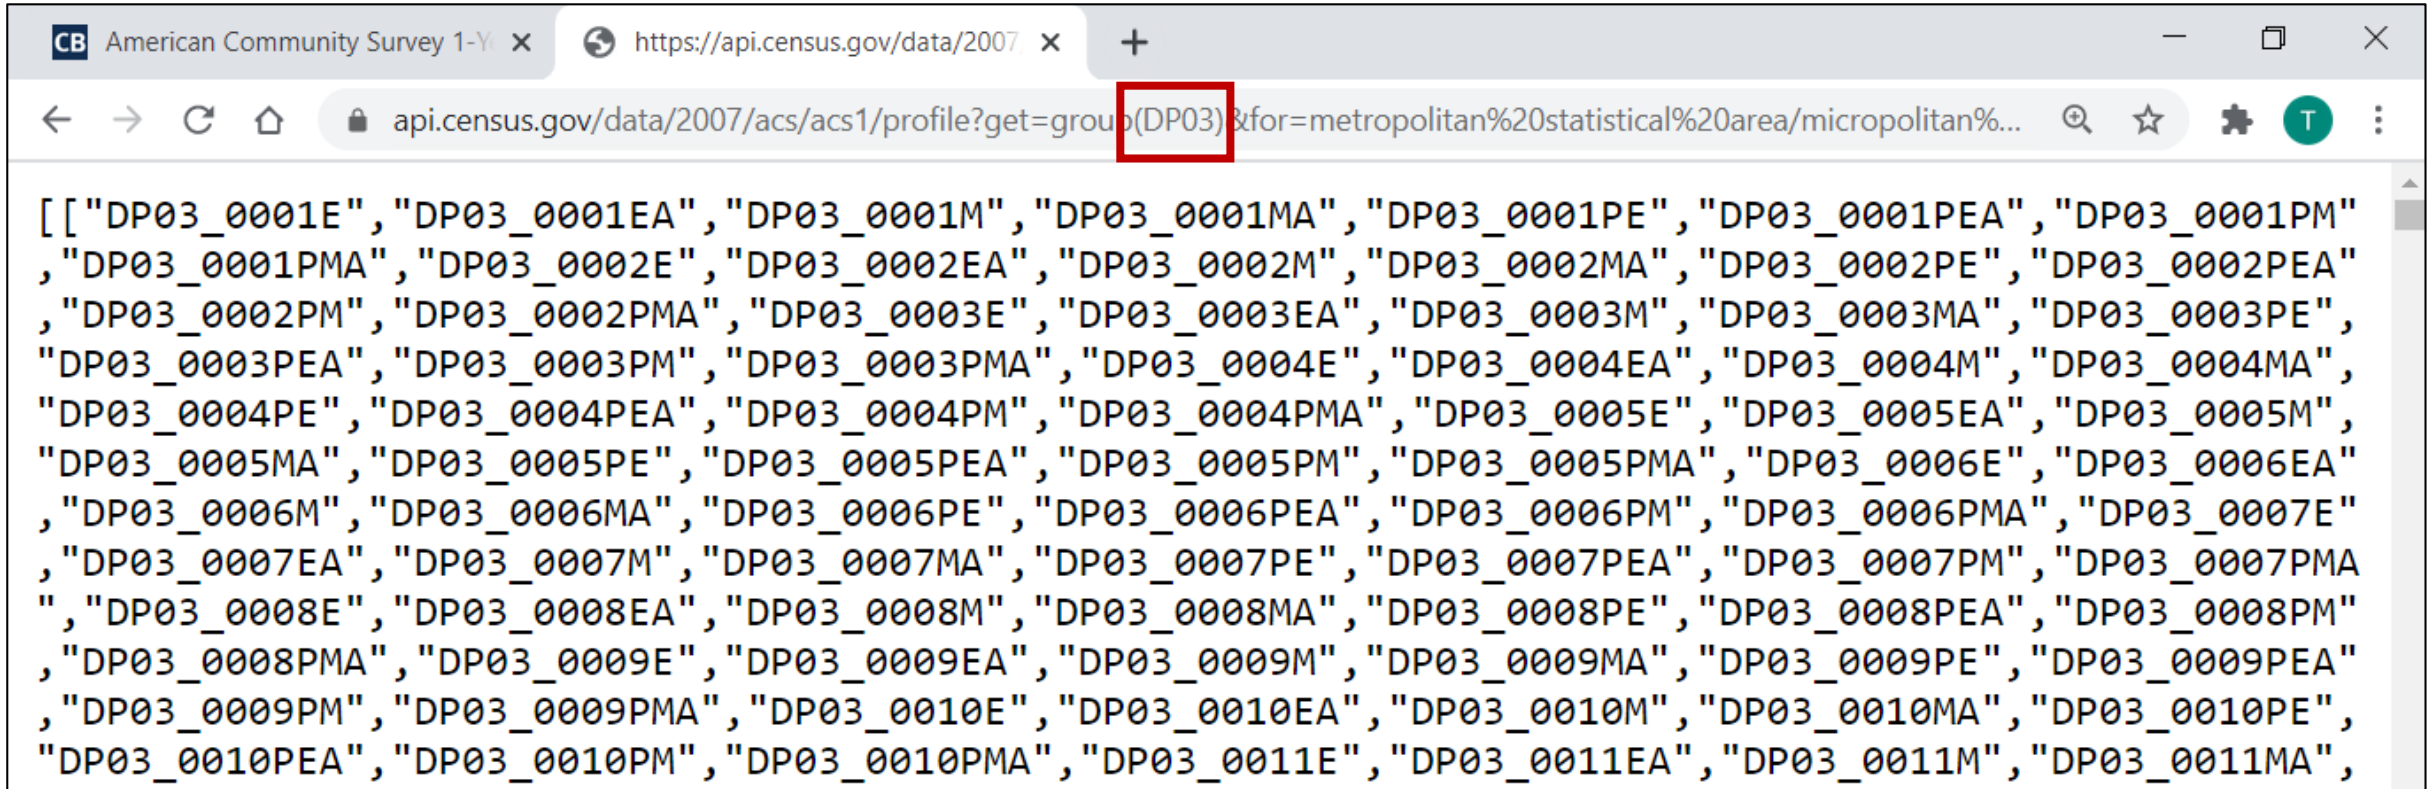 CB American Community Survey 1-Y
https://api.census.gov/data/2007
api.census.gov/data/2007/acs/acs1/profile?get=group(DP03)&for=metropolitan%20statistical%20area/micropolitan%...
T
[["DP03_0001E","DP03_0001EA","DP03_0001M","DP03_0001MA","DP03_0001PE","DP03_0001PEA","DP03_0001PM"
,"DP03_0001PMA","DP03_0002E","DP03_0002EA","DP03_0002M","DP03_0002MA","DP03_0002PE","DP03_0002PEA"
,"DP03_0002PM","DP03_0002PMA","DP03_0003E","DP03_0003EA","DP03_0003M","DP03_0003MA","DP03_0003PE",
"DP03_0003PEA","DP03_0003PM","DP03_0003PMA","DP03_0004E","DP03_0004EA","DP03_0004M","DP03_0004MA",
"DP03_0004PE","DP03_0004PEA","DP03_0004PM","DP03_0004PMA","DP03_0005E","DP03_0005EA","DP03_0005M",
"DP03_0005MA","DP03_0005PE","DP03_0005PEA","DP03_0005PM","DP03_0005PMA","DP03_0006E","DP03_0006EA"
,"DP03_0006M","DP03_0006MA","DP03_0006PE","DP03_0006PEA","DP03_0006PM","DP03_0006PMA","DP03_0007E"
,"DP03_0007EA","DP03_0007M","DP03_0007MA","DP03_0007PE","DP03_0007PEA","DP03_0007PM","DP03_0007PMA
","DP03_0008E","DP03_0008EA","DP03_0008M","DP03_0008MA","DP03_0008PE","DP03_0008PEA","DP03_0008PM"
,"DP03_0008PMA","DP03_0009E","DP03_0009EA","DP03_0009M","DP03_0009MA","DP03_0009PE","DP03_0009PEA"
,"DP03_0009PM","DP03_0009PMA","DP03_0010E","DP03_0010EA","DP03_0010M","DP03_0010MA","DP03_0010PE",
"DP03_0010PEA","DP03_0010PM","DP03_0010PMA","DP03_0011E","DP03_0011EA","DP03_0011M","DP03_0011MA",